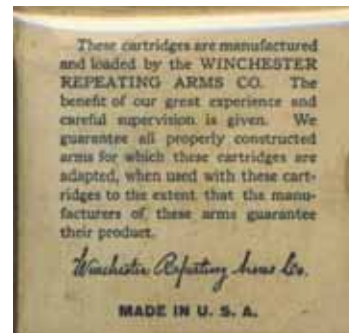 These cartridges are manufactured
and loaded by the WINCHESTER
REPEATING ARMS CO. The
benefit of our great experience and
careful supervision is given. We
guarantee all properly constructed
arms for which these cartridges are
adapted, when used with these cart-
ridges to the extent that the manu-
facturers of these arms guarantee
their product.
Winchester Repeating Arms Co.
MADE IN U. S. A.